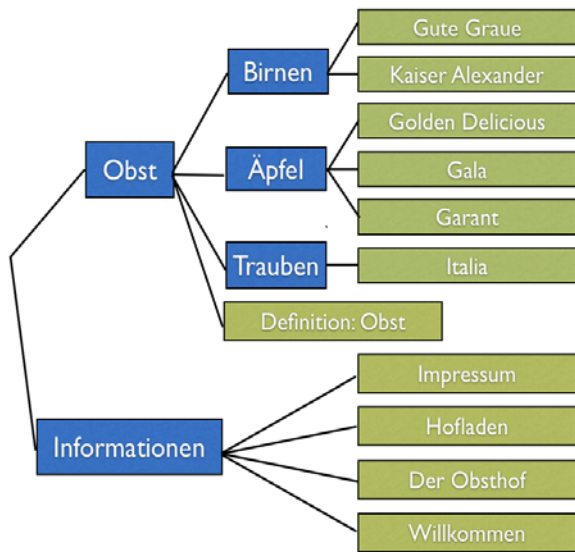 Gute Graue
Birnen
Kaiser Alexander
Golden Delicious
Obst
Äpfel
Gala
Garant
Trauben
Italia
Definition: Obst
Impressum
Hofladen
Informationen
Der Obsthof
Willkommen